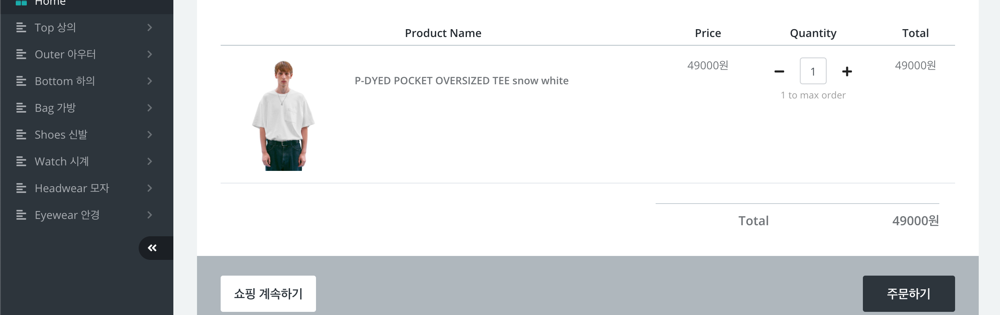 Home
Top 상의
Outer 아우터
Bottom 하의
Bag 가방
Shoes 신발
Watch 시계
Headwear 모자
Eyewear 안경
Product Name Price Quantity Total
P-DYED POCKET OVERSIZED TEE snow white 49000원 1 49000원
1 to max order
Total 49000원
쇼핑 계속하기 주문하기